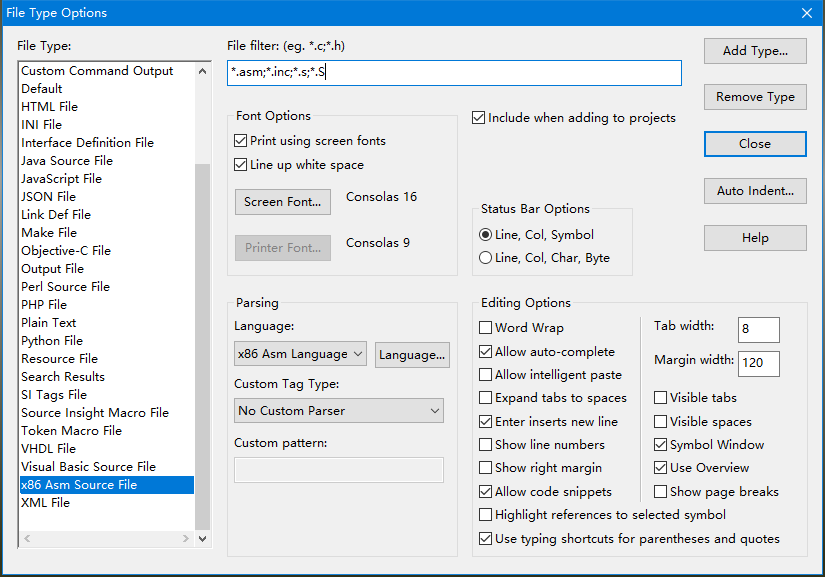 File Type Options
File Type:
Custom Command Output
Default
HTML File
INI File
Interface Definition File
Java Source File
JavaScript File
JSON File
Link Def File
Make File
Objective-C File
Output File
Perl Source File
PHP File
Plain Text
Python File
Resource File
Search Results
SI Tags File
Source Insight Macro File
Token Macro File
VHDL File
Visual Basic Source File
x86 Asm Source File
XML File
File filter: (eg. *.c;*.h)
*.asm;*.inc;*.s;*.S
Font Options
Print using screen fonts
Line up white space
Screen Font...
Consolas 16
Printer Font...
Consolas 9
Include when adding to projects
Status Bar Options
Line, Col, Symbol
Line, Col, Char, Byte
Add Type...
Remove Type
Close
Auto Indent...
Help
Parsing
Language:
x86 Asm Language
Language...
Custom Tag Type:
No Custom Parser
Custom pattern:
Editing Options
Word Wrap
Allow auto-complete
Allow intelligent paste
Expand tabs to spaces
Enter inserts new line
Show line numbers
Show right margin
Allow code snippets
Highlight references to selected symbol
Use typing shortcuts for parentheses and quotes
Tab width:
8
Margin width:
120
Visible tabs
Visible spaces
Symbol Window
Use Overview
Show page breaks